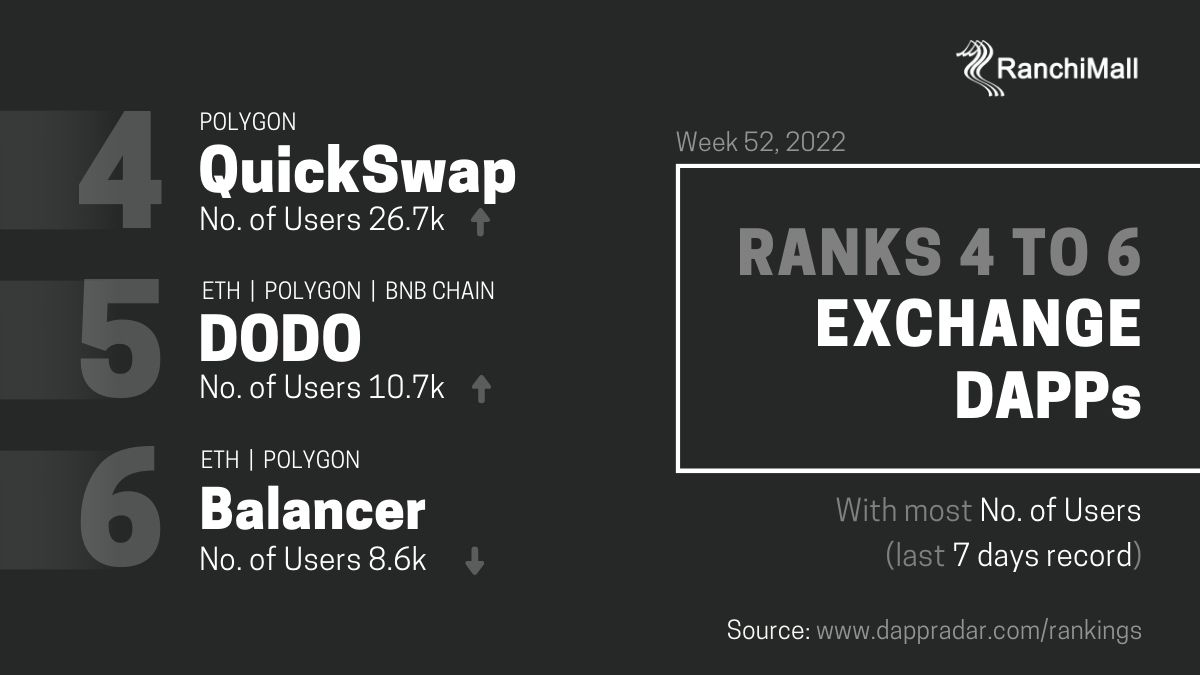 RanchiMall
4
POLYGON
QuickSwap
No. of Users 26.7k
5
ETH | POLYGON | BNB CHAIN
DODO
No. of Users 10.7k
6
ETH | POLYGON
Balancer
No. of Users 8.6k
Week 52, 2022
RANKS 4 TO 6
EXCHANGE
DAPPs
With most No. of Users
(last 7 days record)
Source: www.dappradar.com/rankings